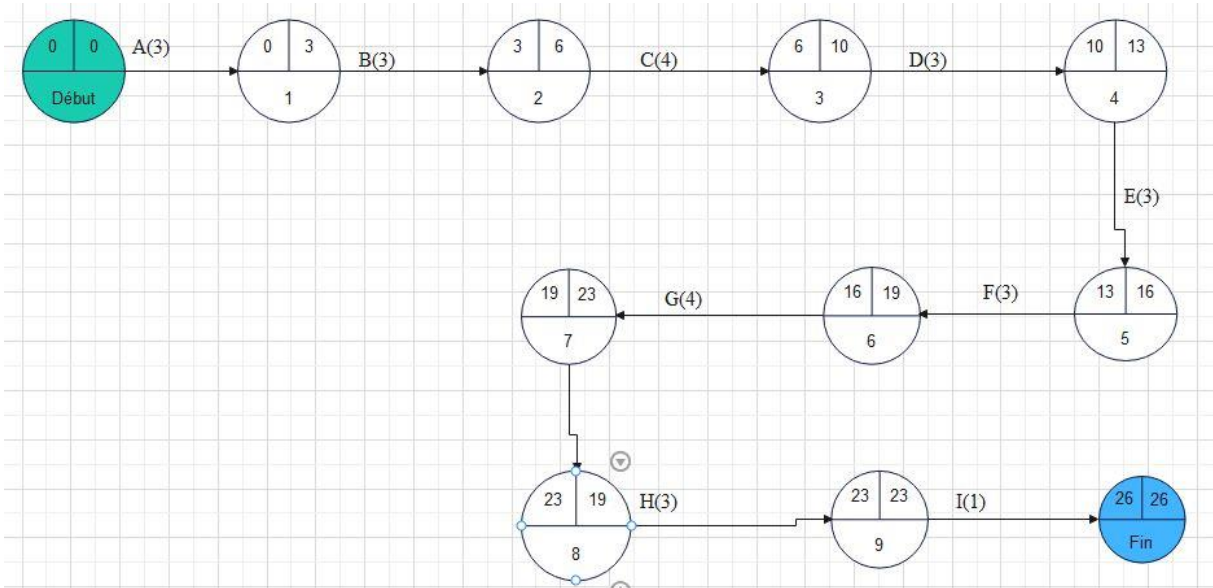 0 0
Début
A(3)
0 3
1
B(3)
3 6
2
C(4)
6 10
3
D(3)
10 13
4
E(3)
13 16
5
F(3)
16 19
6
G(4)
19 23
7
23 19
8
H(3)
23 23
9
I(1)
26 26
Fin